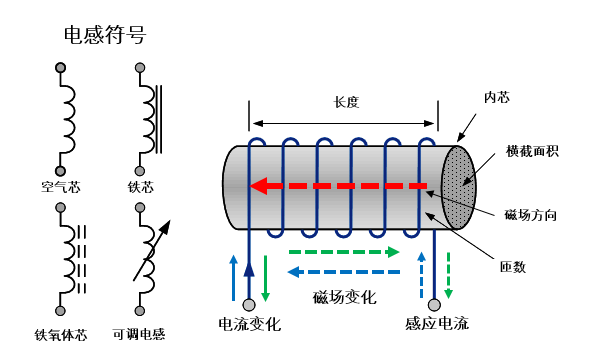 电感符号
空气芯
铁芯
铁氧体芯
可调电感
长度
内芯
横截面积
磁场方向
匝数
磁场变化
电流变化
感应电流